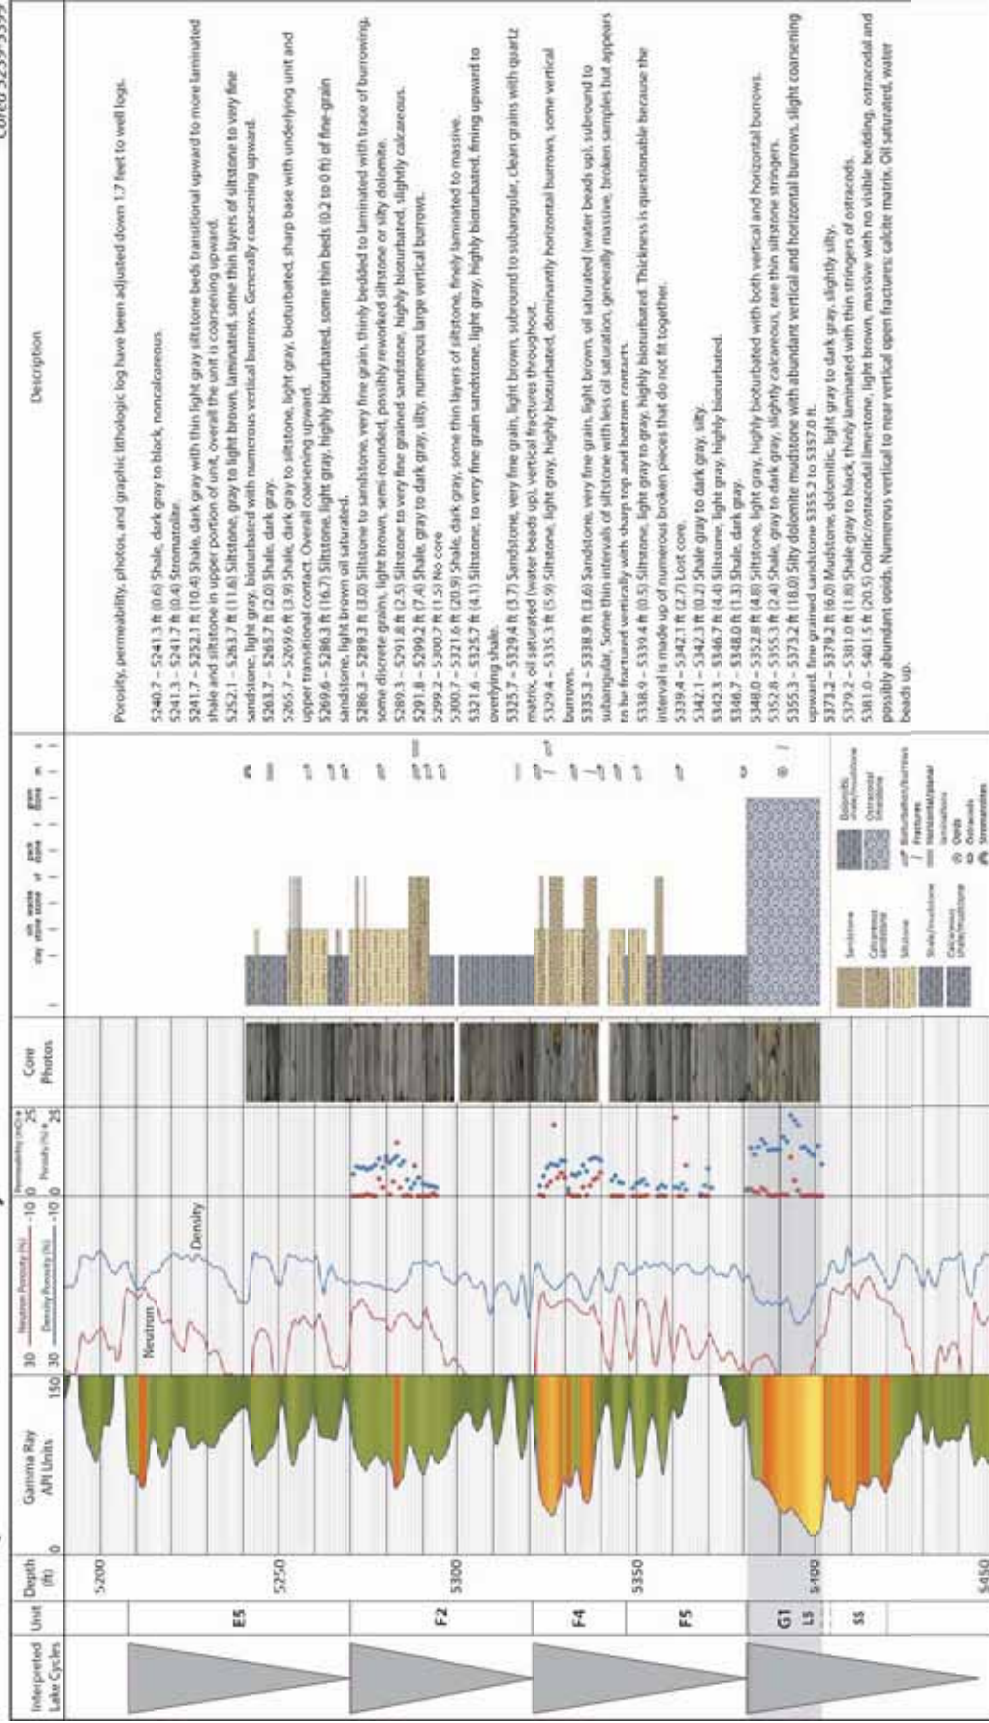 Interpreted
Lake Cycles
Unit
Depth
(ft)
Gamma Ray
API Units
0 150
30 Neutron Porosity (%) -10
30 Density Porosity (%) -10
Permeability (mD)
0 25
Porosity (%)
0 25
Core
Photos
clay
silt stone
wacke stone
vf
pack stone
f
grain stone
m
Description
E5
F2
F4
F5
G1
LS
SS
5200
5250
5300
5350
5400
5450
Neutron
Density
Sandstone
Calcareous sandstone
Siltstone
Shale/mudstone
Calcareous shale/mudstone
Dolomitic shale/mudstone
Ostracodal limestone
Bioturbation/burrows
Fractures
Horizontal/planar laminations
Ooids
Ostracods
Stromatolites
Porosity, permeability, photos, and graphic lithologic log have been adjusted down 1.7 feet to well logs.
5240.7 – 5241.3 ft (0.6) Shale, dark gray to black, noncalcareous.
5241.3 – 5241.7 ft (0.4) Stromatolite.
5241.7 – 5252.1 ft (10.4) Shale, dark gray with thin light gray siltstone beds transitional upward to more laminated
shale and siltstone in upper portion of unit, overall the unit is coarsening upward.
5252.1 – 5263.7 ft (11.6) Siltstone, gray to light brown, laminated, some thin layers of siltstone to very fine
sandstone, light gray, bioturbated with numerous vertical burrows. Generally coarsening upward.
5263.7 – 5265.7 ft (2.0) Shale, dark gray.
5265.7 – 5269.6 ft (3.9) Shale, dark gray to siltstone, light gray, bioturbated, sharp base with underlying unit and
upper transitional contact. Overall coarsening upward.
5269.6 – 5286.3 ft (16.7) Siltstone, light gray, highly bioturbated, some thin beds (0.2 to 0 ft) of fine-grain
sandstone, light brown oil saturated.
5286.3 – 5289.3 ft (3.0) Siltstone to sandstone, very fine grain, thinly bedded to laminated with trace of burrowing,
some discrete grains, light brown, semi-rounded, possibly reworked siltstone or silty dolomite.
5289.3 – 5291.8 ft (2.5) Siltstone to very fine grained sandstone, highly bioturbated, slightly calcareous.
5291.8 – 5299.2 ft (7.4) Shale, gray to dark gray, silty, numerous large vertical burrows.
5299.2 – 5300.7 ft (1.5) No core
5300.7 – 5321.6 ft (20.9) Shale, dark gray, some thin layers of siltstone, finely laminated to massive.
5321.6 – 5325.7 ft (4.1) Siltstone, to very fine grain sandstone, light gray, highly bioturbated, fining upward to
overlying shale.
5325.7 – 5329.4 ft (3.7) Sandstone, very fine grain, light brown, subround to subangular, clean grains with quartz
matrix, oil saturated (water beads up), vertical fractures throughout.
5329.4 – 5335.3 ft (5.9) Siltstone, light gray, highly bioturbated, dominantly horizontal burrows, some vertical
burrows.
5335.3 – 5338.9 ft (3.6) Sandstone, very fine grain, light brown, oil saturated (water beads up), subround to
subangular. Some thin intervals of siltstone with less oil saturation, generally massive, broken samples but appears
to be fractured vertically with sharp top and bottom contacts.
5338.9 – 5339.4 ft (0.5) Siltstone, light gray to gray, highly bioturbated. Thickness is questionable because the
interval is made up of numerous broken pieces that do not fit together.
5339.4 – 5342.1 ft (2.7) Lost core.
5342.1 – 5342.3 ft (0.2) Shale gray to dark gray, silty.
5342.3 – 5346.7 ft (4.4) Siltstone, light gray, highly bioturbated.
5346.7 – 5348.0 ft (1.3) Shale, dark gray.
5348.0 – 5352.8 ft (4.8) Siltstone, light gray, highly bioturbated with both vertical and horizontal burrows.
5352.8 – 5355.3 ft (2.4) Shale, gray to dark gray, slightly calcareous, rare thin siltstone stringers.
5355.3 – 5373.2 ft (18.0) Silty dolomite mudstone with abundant vertical and horizontal burrows, slight coarsening
upward, fine grained sandstone 5355.2 to 5357.0 ft.
5373.2 – 5379.2 ft (6.0) Mudstone, dolomitic, light gray to dark gray, slightly silty.
5379.2 – 5381.0 ft (1.8) Shale gray to black, thinly laminated with thin stringers of ostracods.
5381.0 – 5401.5 ft (20.5) Oolitic/ostracodal limestone, light brown, massive with no visible bedding, ostracodal and
possibly abundant ooids. Numerous vertical to near vertical open fractures; calcite matrix. Oil saturated, water
beads up.